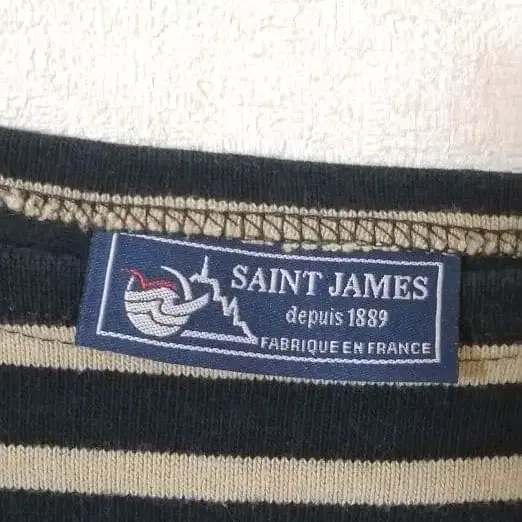 SAINT JAMES
depuis 1889
FABRIQUE EN FRANCE